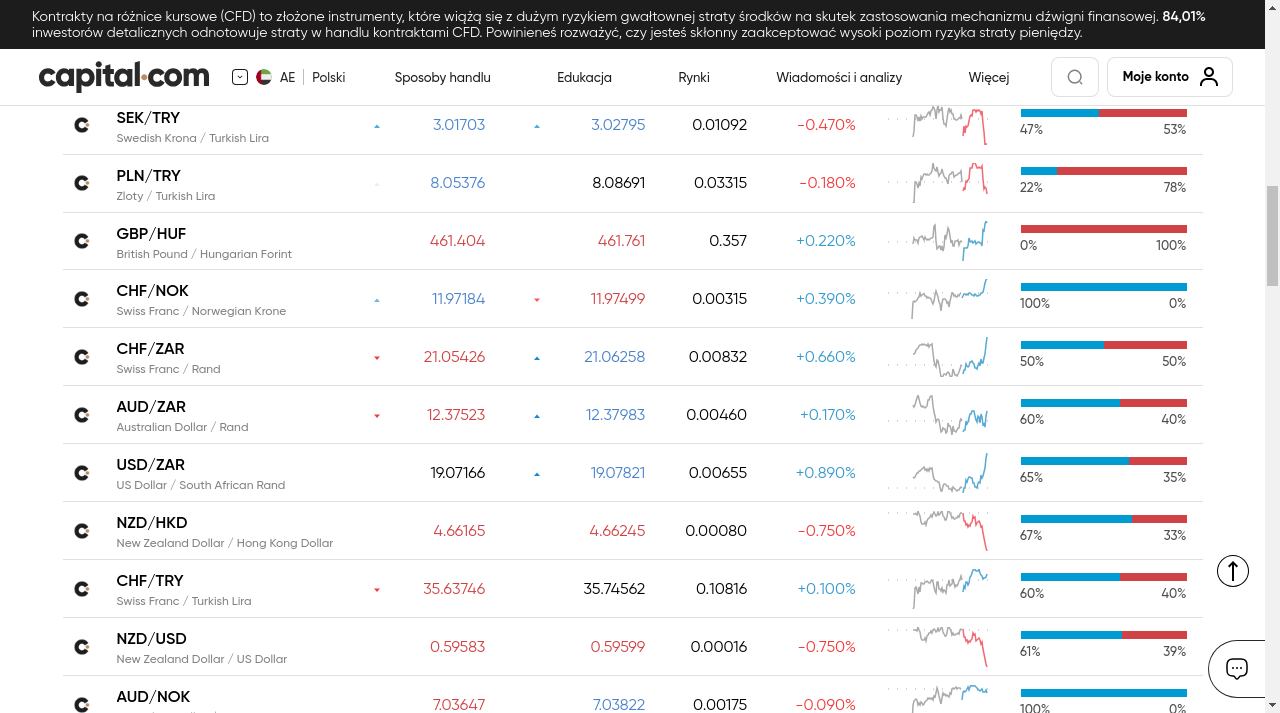 Kontrakty na różnice kursowe (CFD) to złożone instrumenty, które wiążą się z dużym ryzykiem gwałtownej straty środków na skutek zastosowania mechanizmu dźwigni finansowej. 84,01%
inwestorów detalicznych odnotowuje straty w handlu kontraktami CFD. Powinieneś rozważyć, czy jesteś skłonny zaakceptować wysoki poziom ryzyka straty pieniędzy.
capital.com AE Polski Sposoby handlu Edukacja Rynki Wiadomości i analizy Więcej Moje konto
SEK/TRY 3.01703 3.02795 0.01092 -0.470%
Swedish Krona / Turkish Lira 47% 53%
PLN/TRY 8.05376 8.08691 0.03315 -0.180%
Zloty / Turkish Lira 22% 78%
GBP/HUF 461.404 461.761 0.357 +0.220%
British Pound / Hungarian Forint 0% 100%
CHF/NOK 11.97184 11.97499 0.00315 +0.390%
Swiss Franc / Norwegian Krone 100% 0%
CHF/ZAR 21.05426 21.06258 0.00832 +0.660%
Swiss Franc / Rand 50% 50%
AUD/ZAR 12.37523 12.37983 0.00460 +0.170%
Australian Dollar / Rand 60% 40%
USD/ZAR 19.07166 19.07821 0.00655 +0.890%
US Dollar / South African Rand 65% 35%
NZD/HKD 4.66165 4.66245 0.00080 -0.750%
New Zealand Dollar / Hong Kong Dollar 67% 33%
CHF/TRY 35.63746 35.74562 0.10816 +0.100%
Swiss Franc / Turkish Lira 60% 40%
NZD/USD 0.59583 0.59599 0.00016 -0.750%
New Zealand Dollar / US Dollar 61% 39%
AUD/NOK 7.03647 7.03822 0.00175 -0.090%
100% 0%